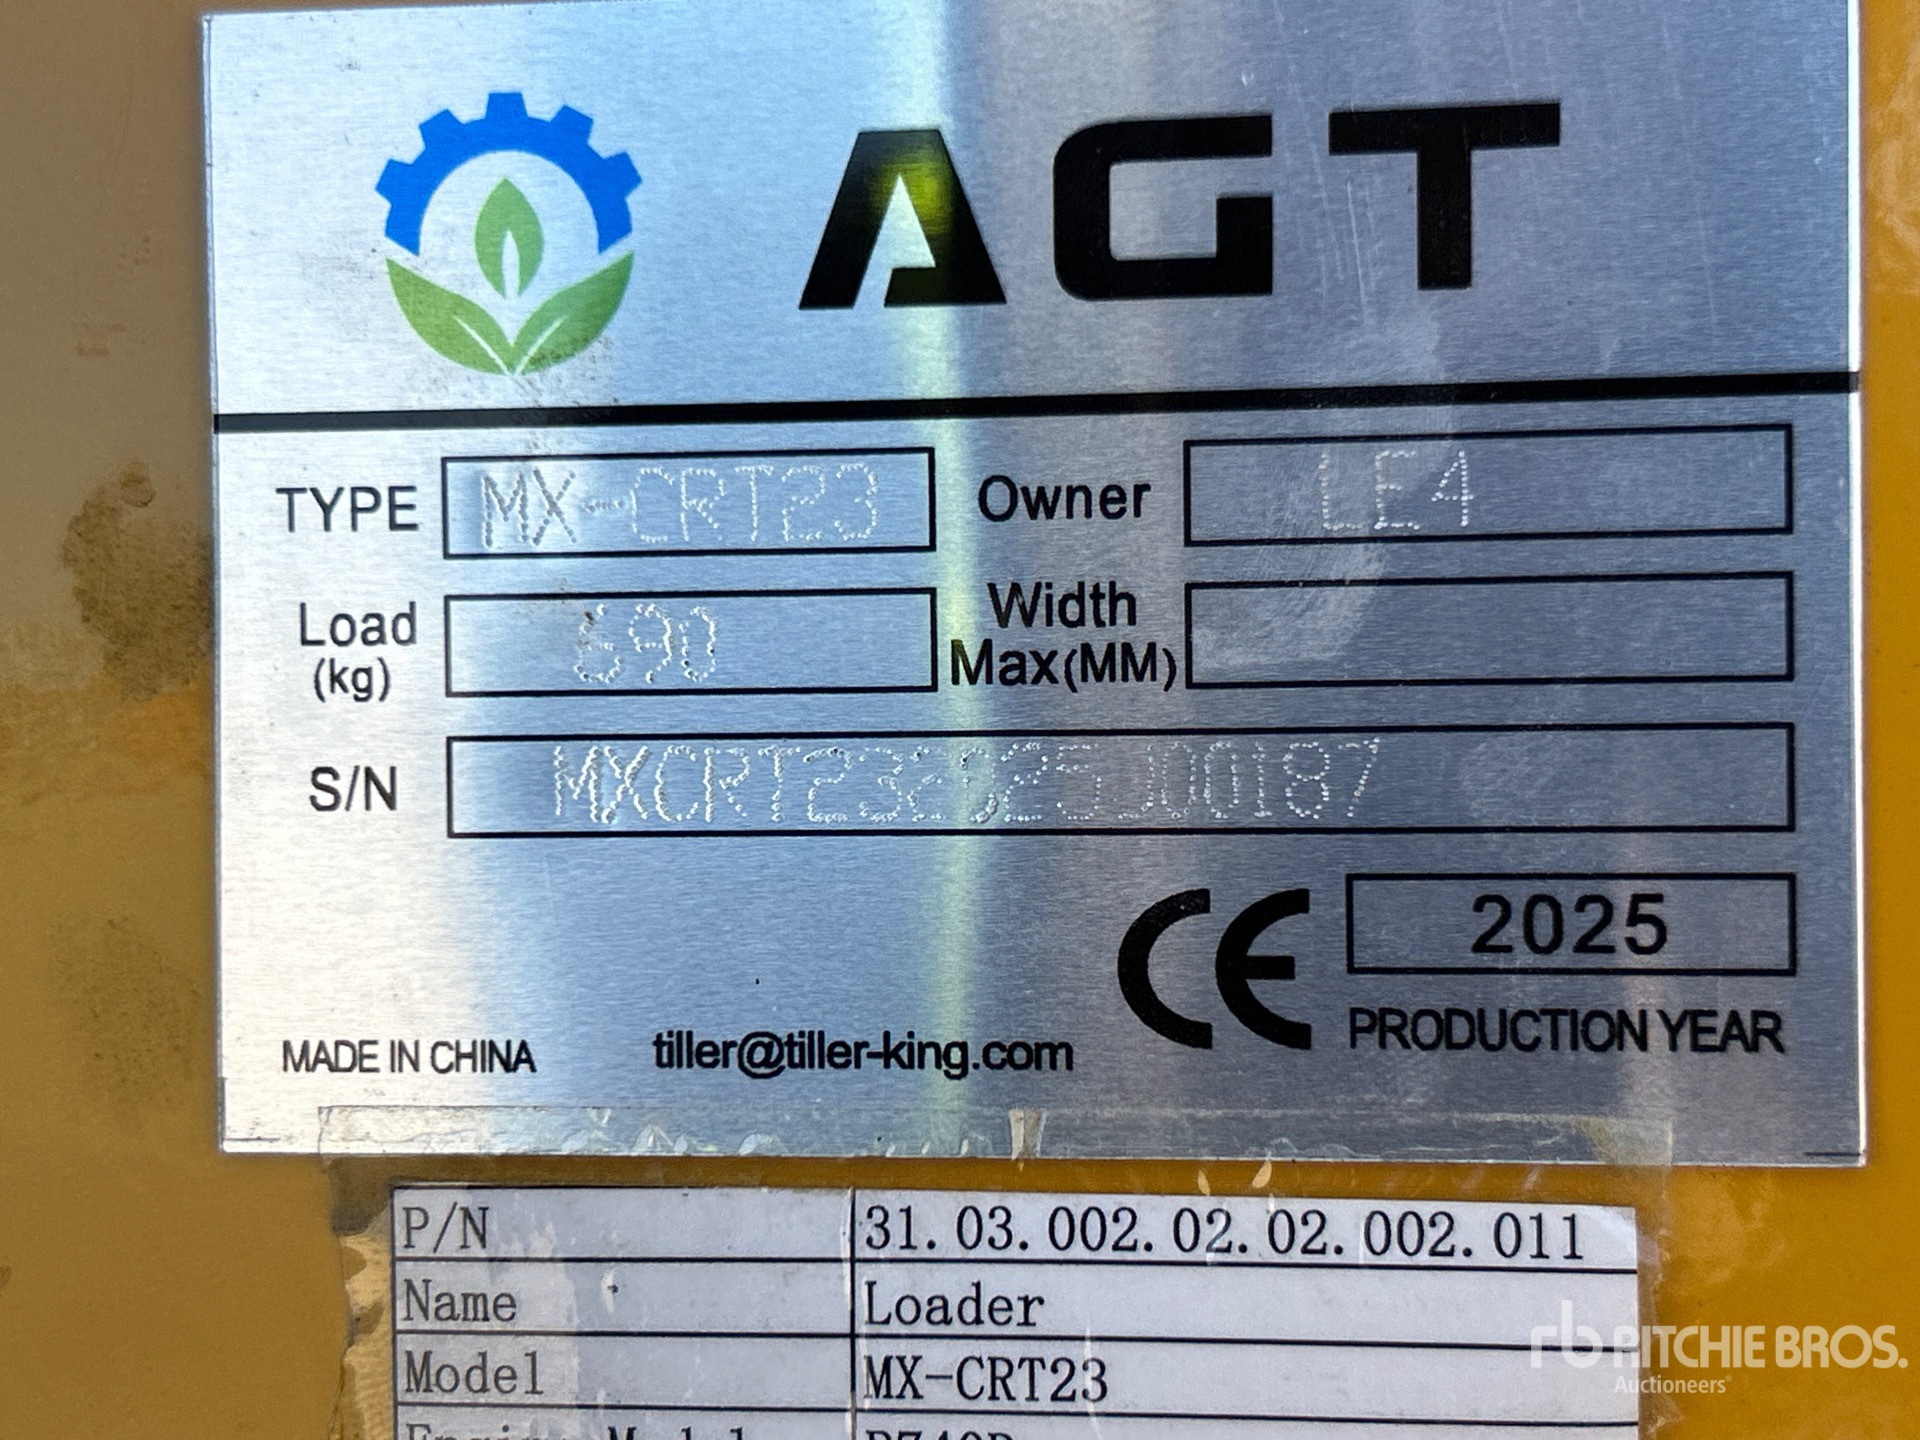 AGT
TYPE MX-CRT23 Owner LE4
Load (kg) 690 Width Max(MM)
S/N MXCRT232025J00187
CE 2025
PRODUCTION YEAR
MADE IN CHINA tiller@tiller-king.com
P/N 31.03.002.02.02.002.011
Name Loader
Model MX-CRT23
rb RITCHIE BROS.
Auctioneers